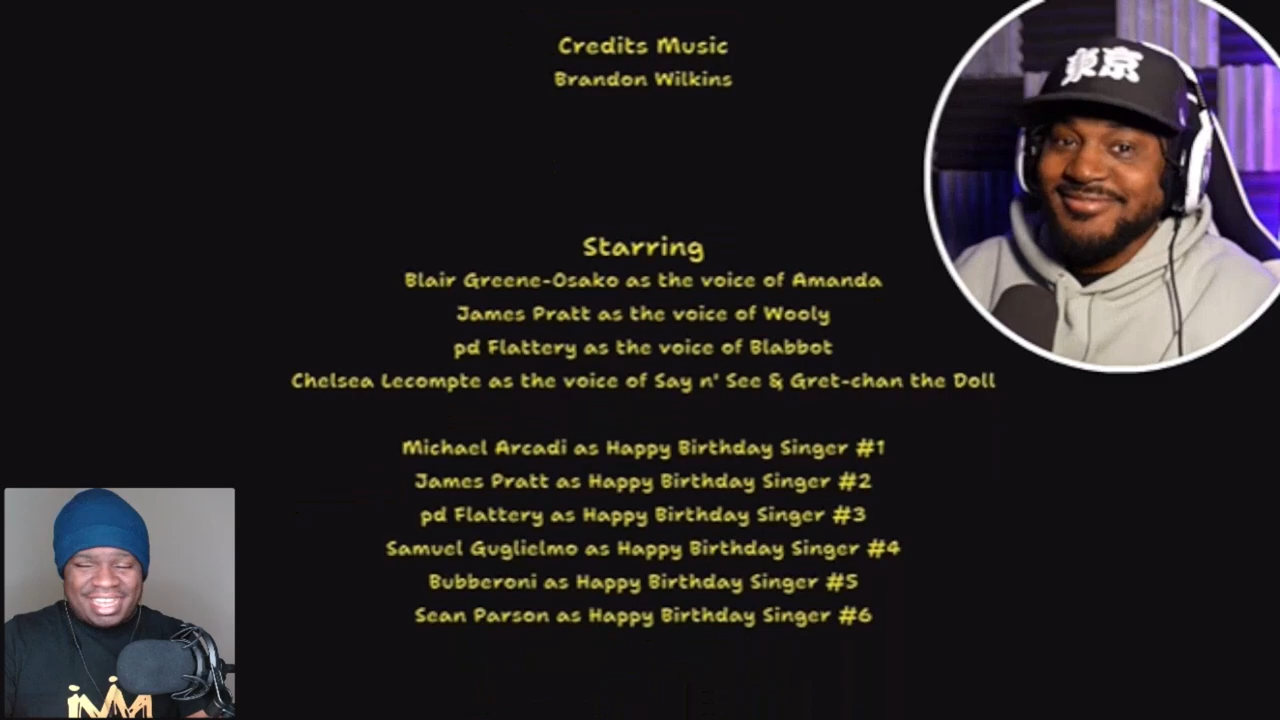 Credits Music
Brandon Wilkins
東京
Starring
Blair Greene-Osako as the voice of Amanda
James Pratt as the voice of Wooly
pd Flattery as the voice of Blabbot
Chelsea Lecompte as the voice of Say n' See & Gret-chan the Doll
Michael Arcadi as Happy Birthday Singer #1
James Pratt as Happy Birthday Singer #2
pd Flattery as Happy Birthday Singer #3
Samuel Guglielmo as Happy Birthday Singer #4
Bubberoni as Happy Birthday Singer #5
Sean Parson as Happy Birthday Singer #6